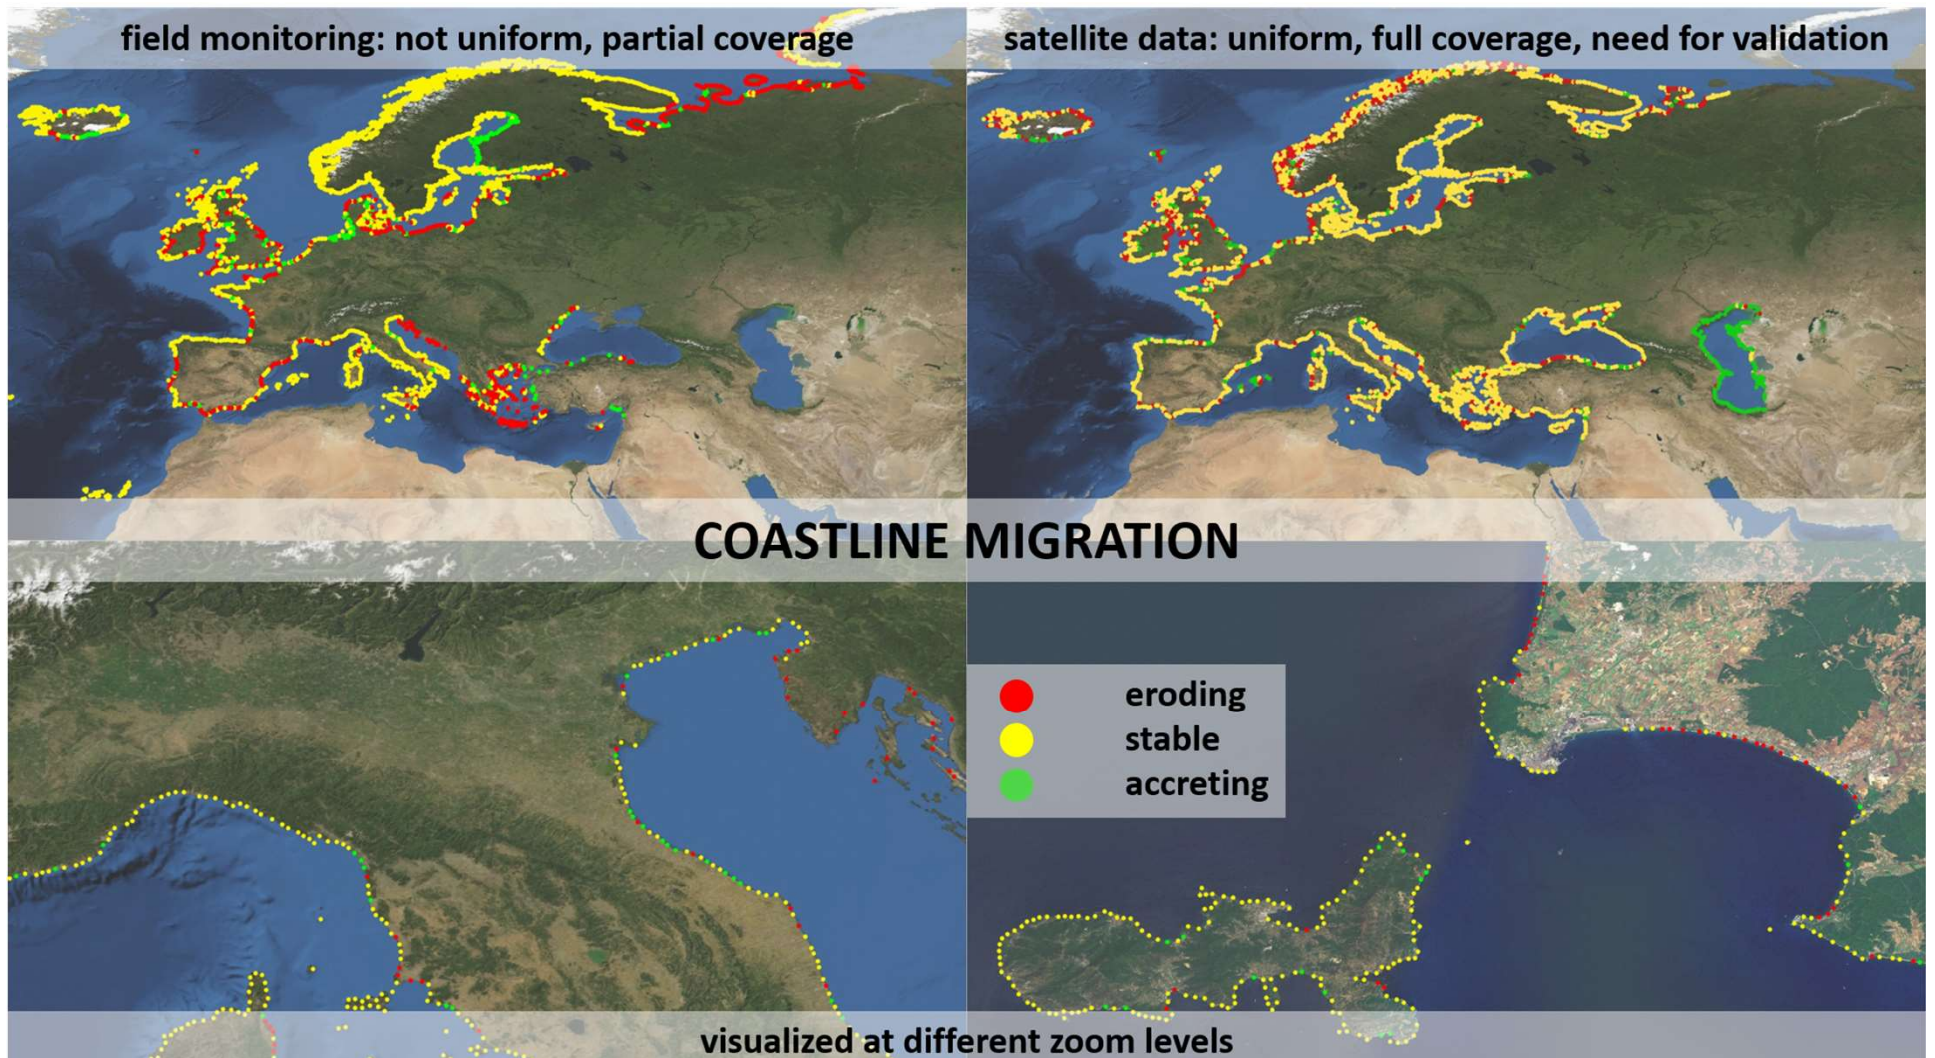 field monitoring: not uniform, partial coverage
satellite data: uniform, full coverage, need for validation
COASTLINE MIGRATION
eroding
stable
accreting
visualized at different zoom levels